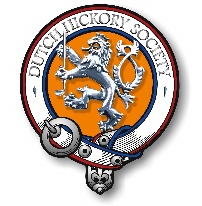 - DUTCH HICKORY SOCIETY -